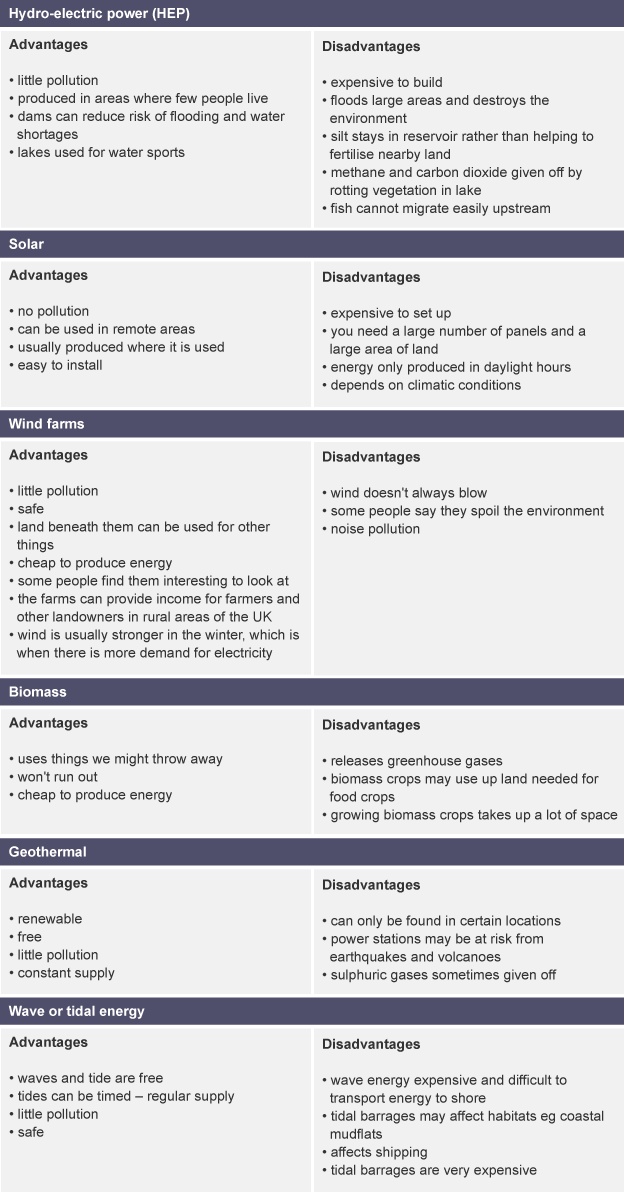 Hydro-electric power (HEP)
Advantages
• little pollution
• produced in areas where few people live
• dams can reduce risk of flooding and water
shortages
• lakes used for water sports
Disadvantages
• expensive to build
• floods large areas and destroys the
environment
• silt stays in reservoir rather than helping to
fertilise nearby land
• methane and carbon dioxide given off by
rotting vegetation in lake
• fish cannot migrate easily upstream
Solar
Advantages
• no pollution
• can be used in remote areas
• usually produced where it is used
• easy to install
Disadvantages
• expensive to set up
• you need a large number of panels and a
large area of land
• energy only produced in daylight hours
• depends on climatic conditions
Wind farms
Advantages
• little pollution
• safe
• land beneath them can be used for other
things
• cheap to produce energy
• some people find them interesting to look at
• the farms can provide income for farmers and
other landowners in rural areas of the UK
• wind is usually stronger in the winter, which is
when there is more demand for electricity
Disadvantages
• wind doesn't always blow
• some people say they spoil the environment
• noise pollution
Biomass
Advantages
• uses things we might throw away
• won't run out
• cheap to produce energy
Disadvantages
• releases greenhouse gases
• biomass crops may use up land needed for
food crops
• growing biomass crops takes up a lot of space
Geothermal
Advantages
• renewable
• free
• little pollution
• constant supply
Disadvantages
• can only be found in certain locations
• power stations may be at risk from
earthquakes and volcanoes
• sulphuric gases sometimes given off
Wave or tidal energy
Advantages
• waves and tide are free
• tides can be timed – regular supply
• little pollution
• safe
Disadvantages
• wave energy expensive and difficult to
transport energy to shore
• tidal barrages may affect habitats eg coastal
mudflats
• affects shipping
• tidal barrages are very expensive